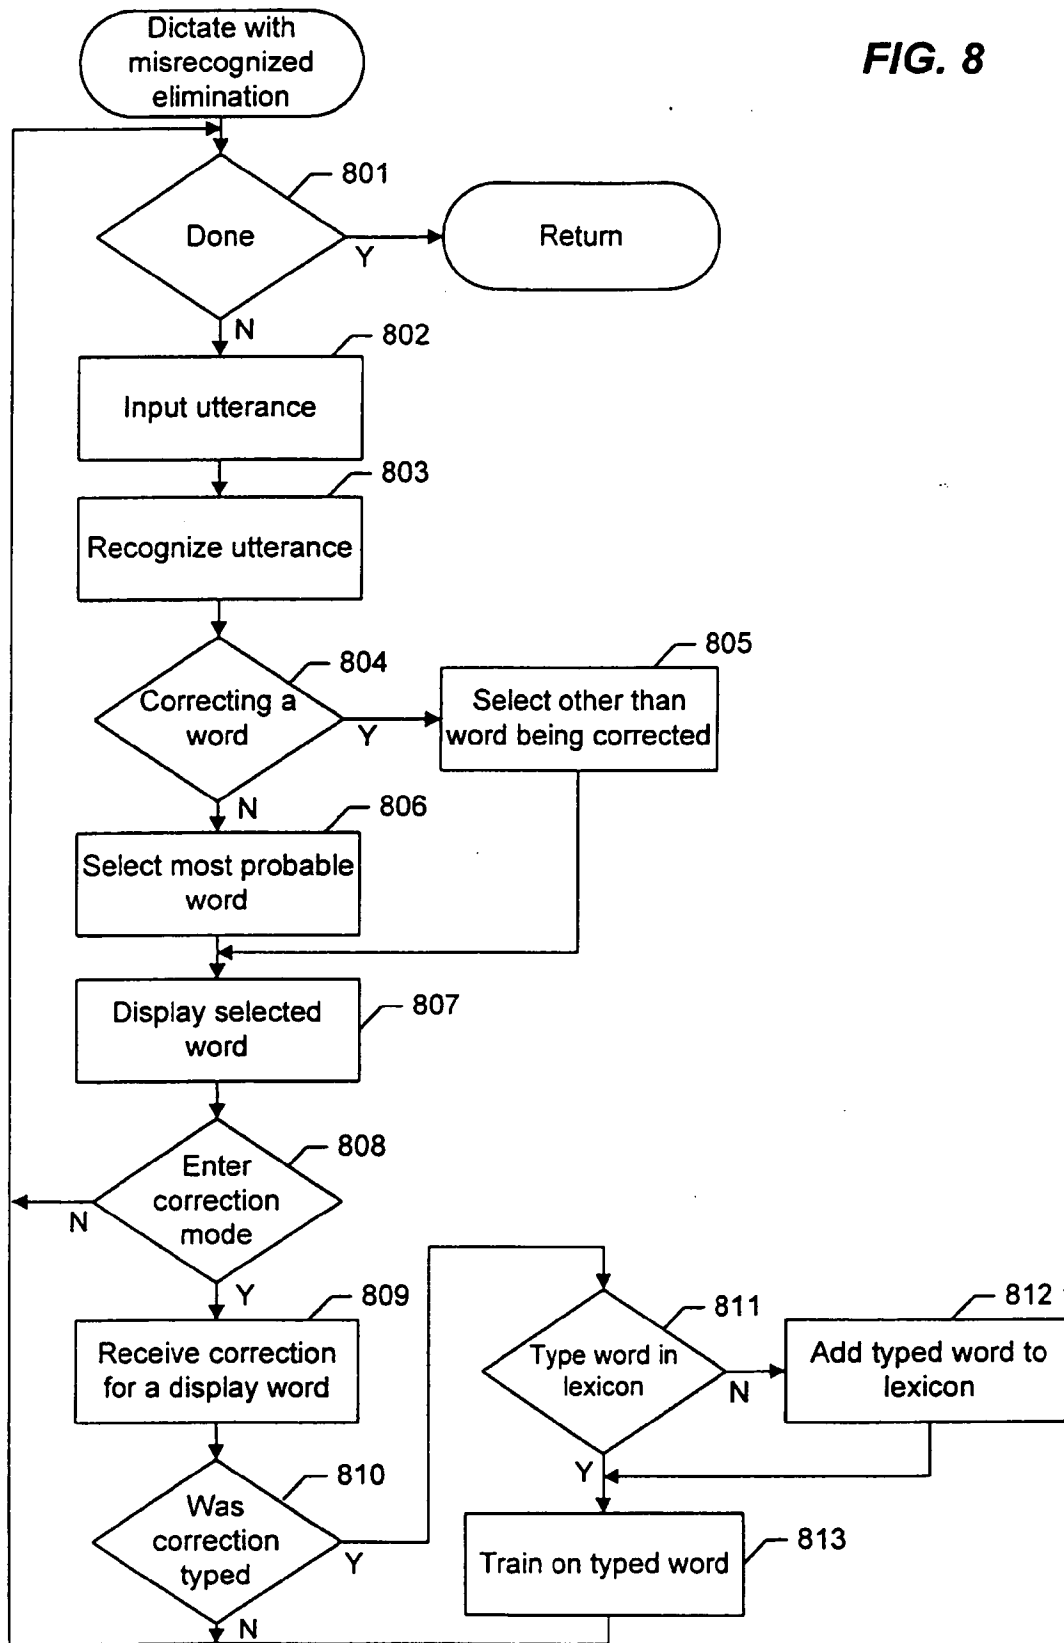 FIG. 8
Dictate with
misrecognized
elimination
801
Done
Y
Return
N
802
Input utterance
803
Recognize utterance
804
Correcting a
word
Y
805
Select other than
word being corrected
N
806
Select most probable
word
Display selected
word
807
808
Enter
correction
mode
N
Y
809
Receive correction
for a display word
810
Was
correction
typed
Y
N
811
Type word in
lexicon
N
812
Add typed word to
lexicon
Y
Train on typed word
813